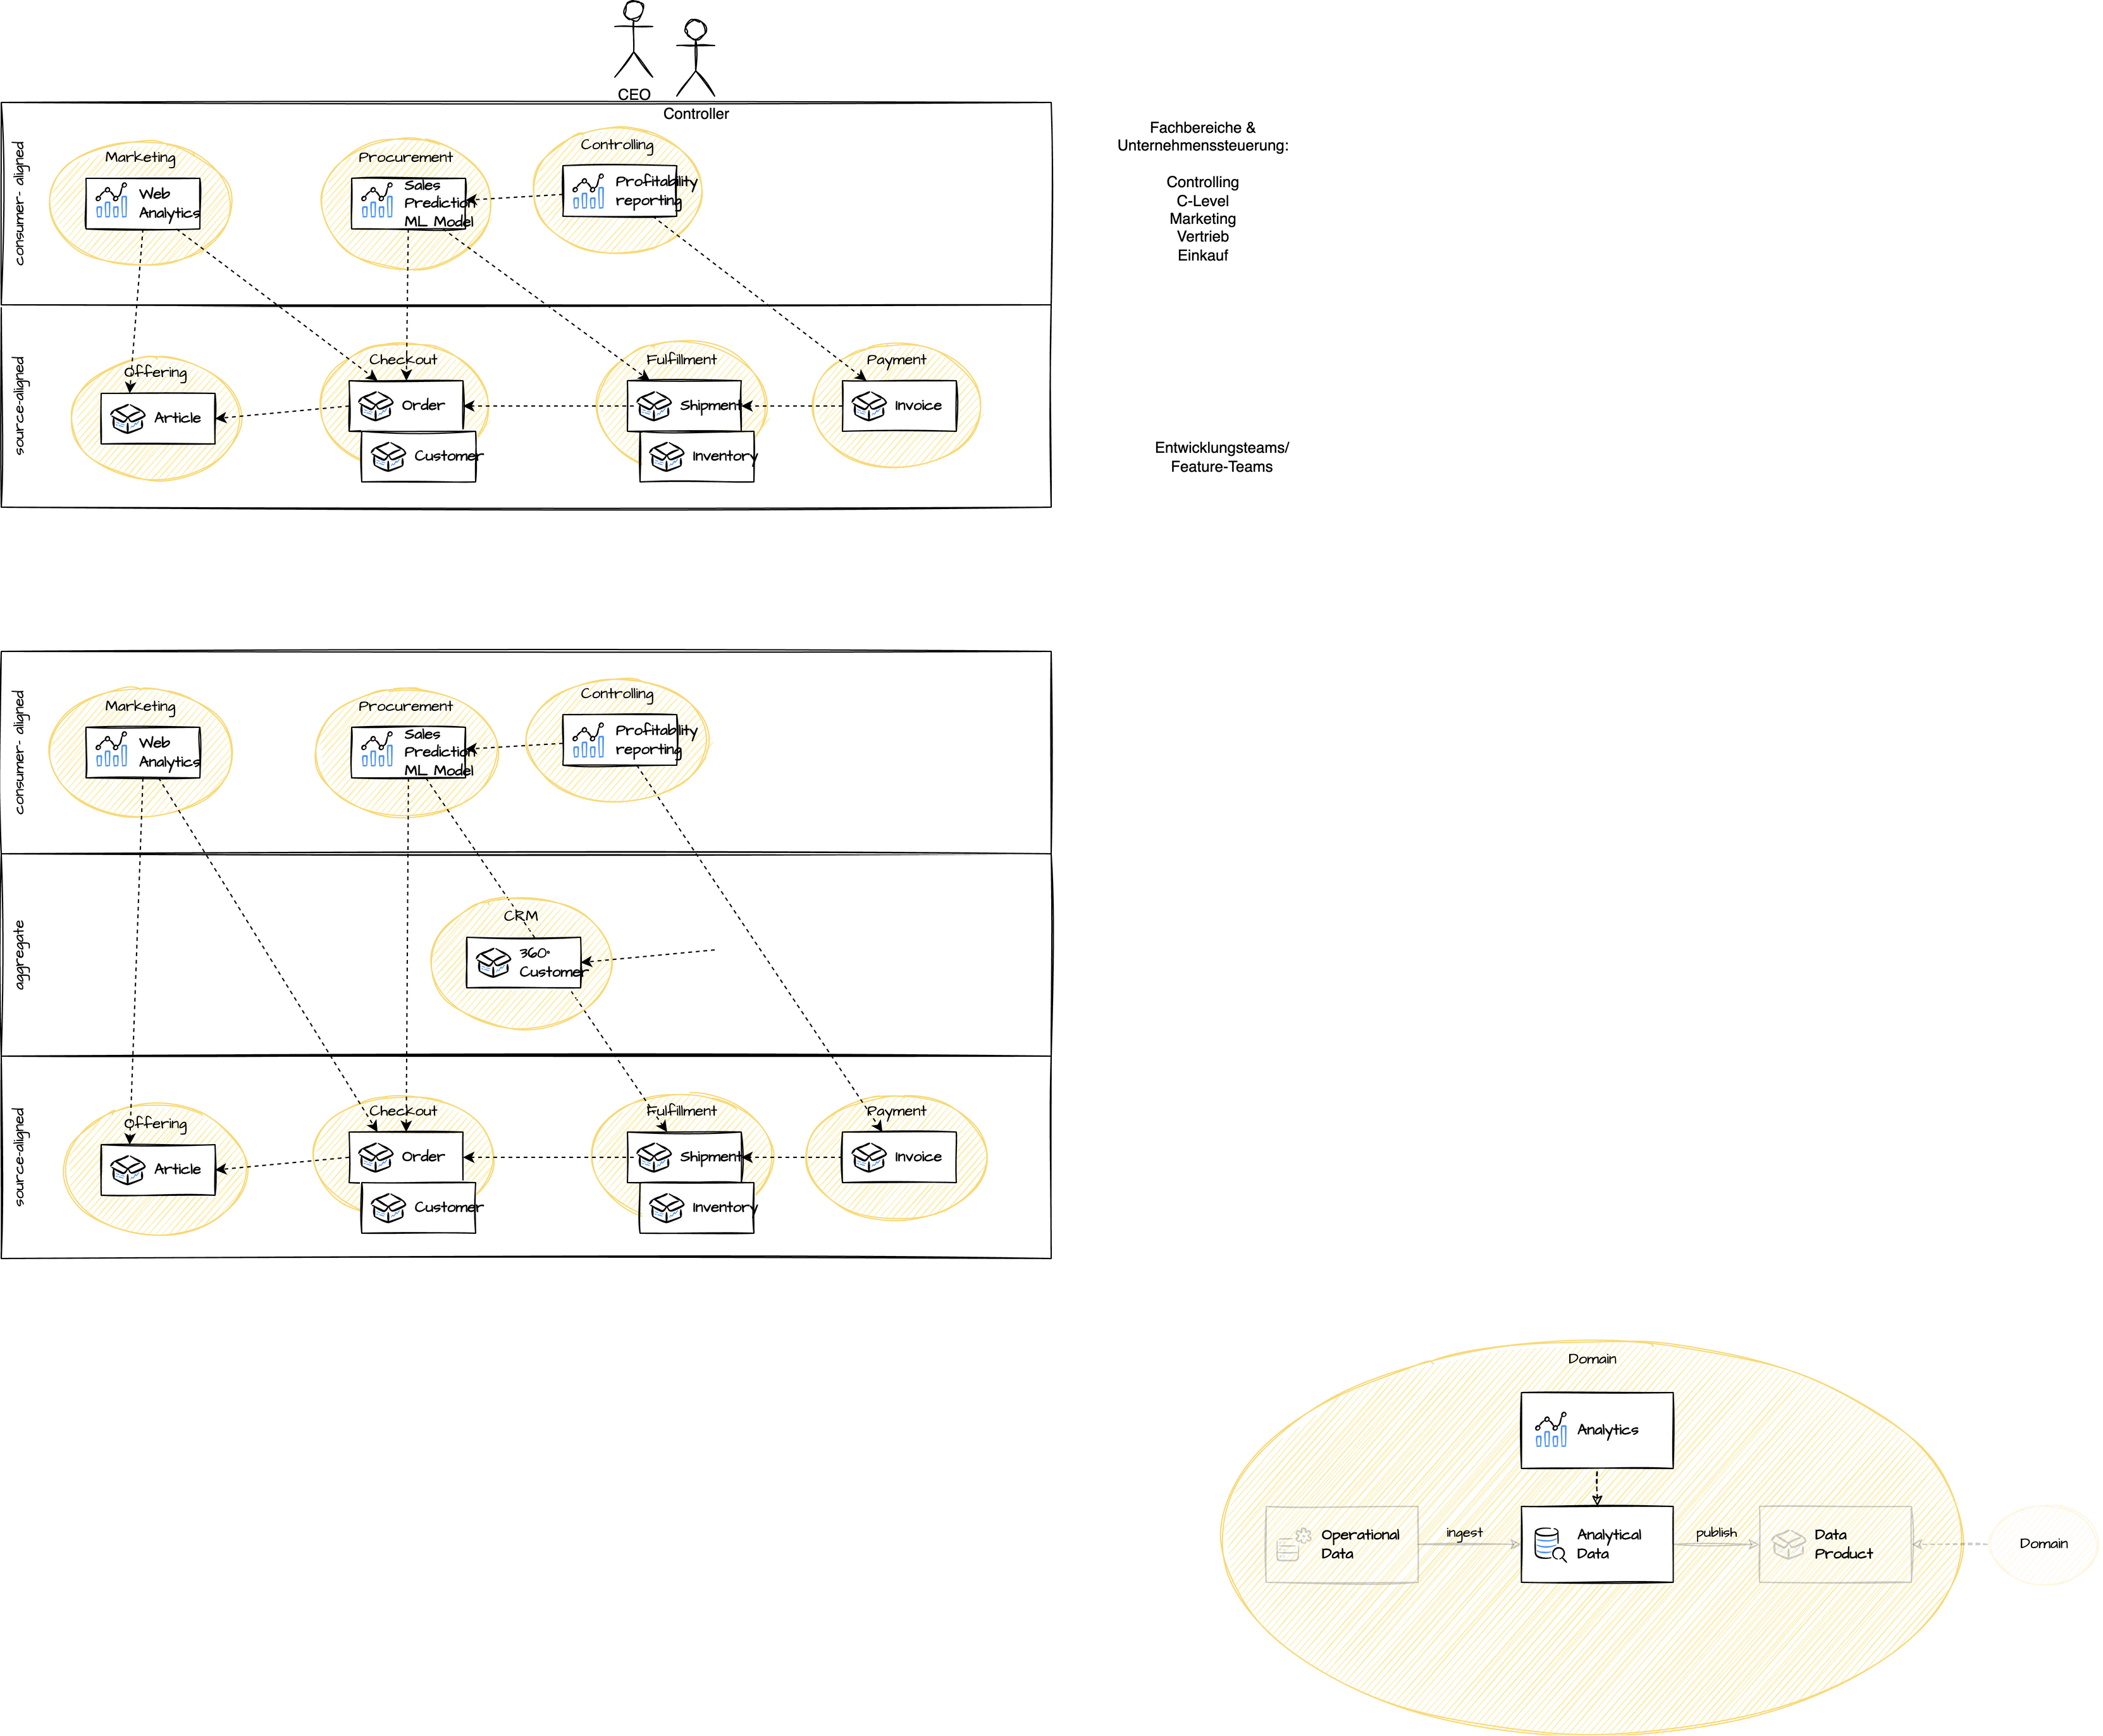 CEO
Controller
consumer- aligned
Marketing
Web
Analytics
Procurement
Sales
Prediction
ML Model
Controlling
Profitability
reporting
Fachbereiche &
Unternehmenssteuerung:
Controlling
C-Level
Marketing
Vertrieb
Einkauf
source-aligned
Offering
Article
Checkout
Order
Customer
Fulfillment
Shipment
Inventory
Payment
Invoice
Entwicklungsteams/
Feature-Teams
consumer- aligned
Marketing
Web
Analytics
Procurement
Sales
Prediction
ML Model
Controlling
Profitability
reporting
aggregate
CRM
360°
Customer
source-aligned
Offering
Article
Checkout
Order
Customer
Fulfillment
Shipment
Inventory
Payment
Invoice
Domain
Analytics
Operational
Data
ingest
Analytical
Data
publish
Data
Product
Domain